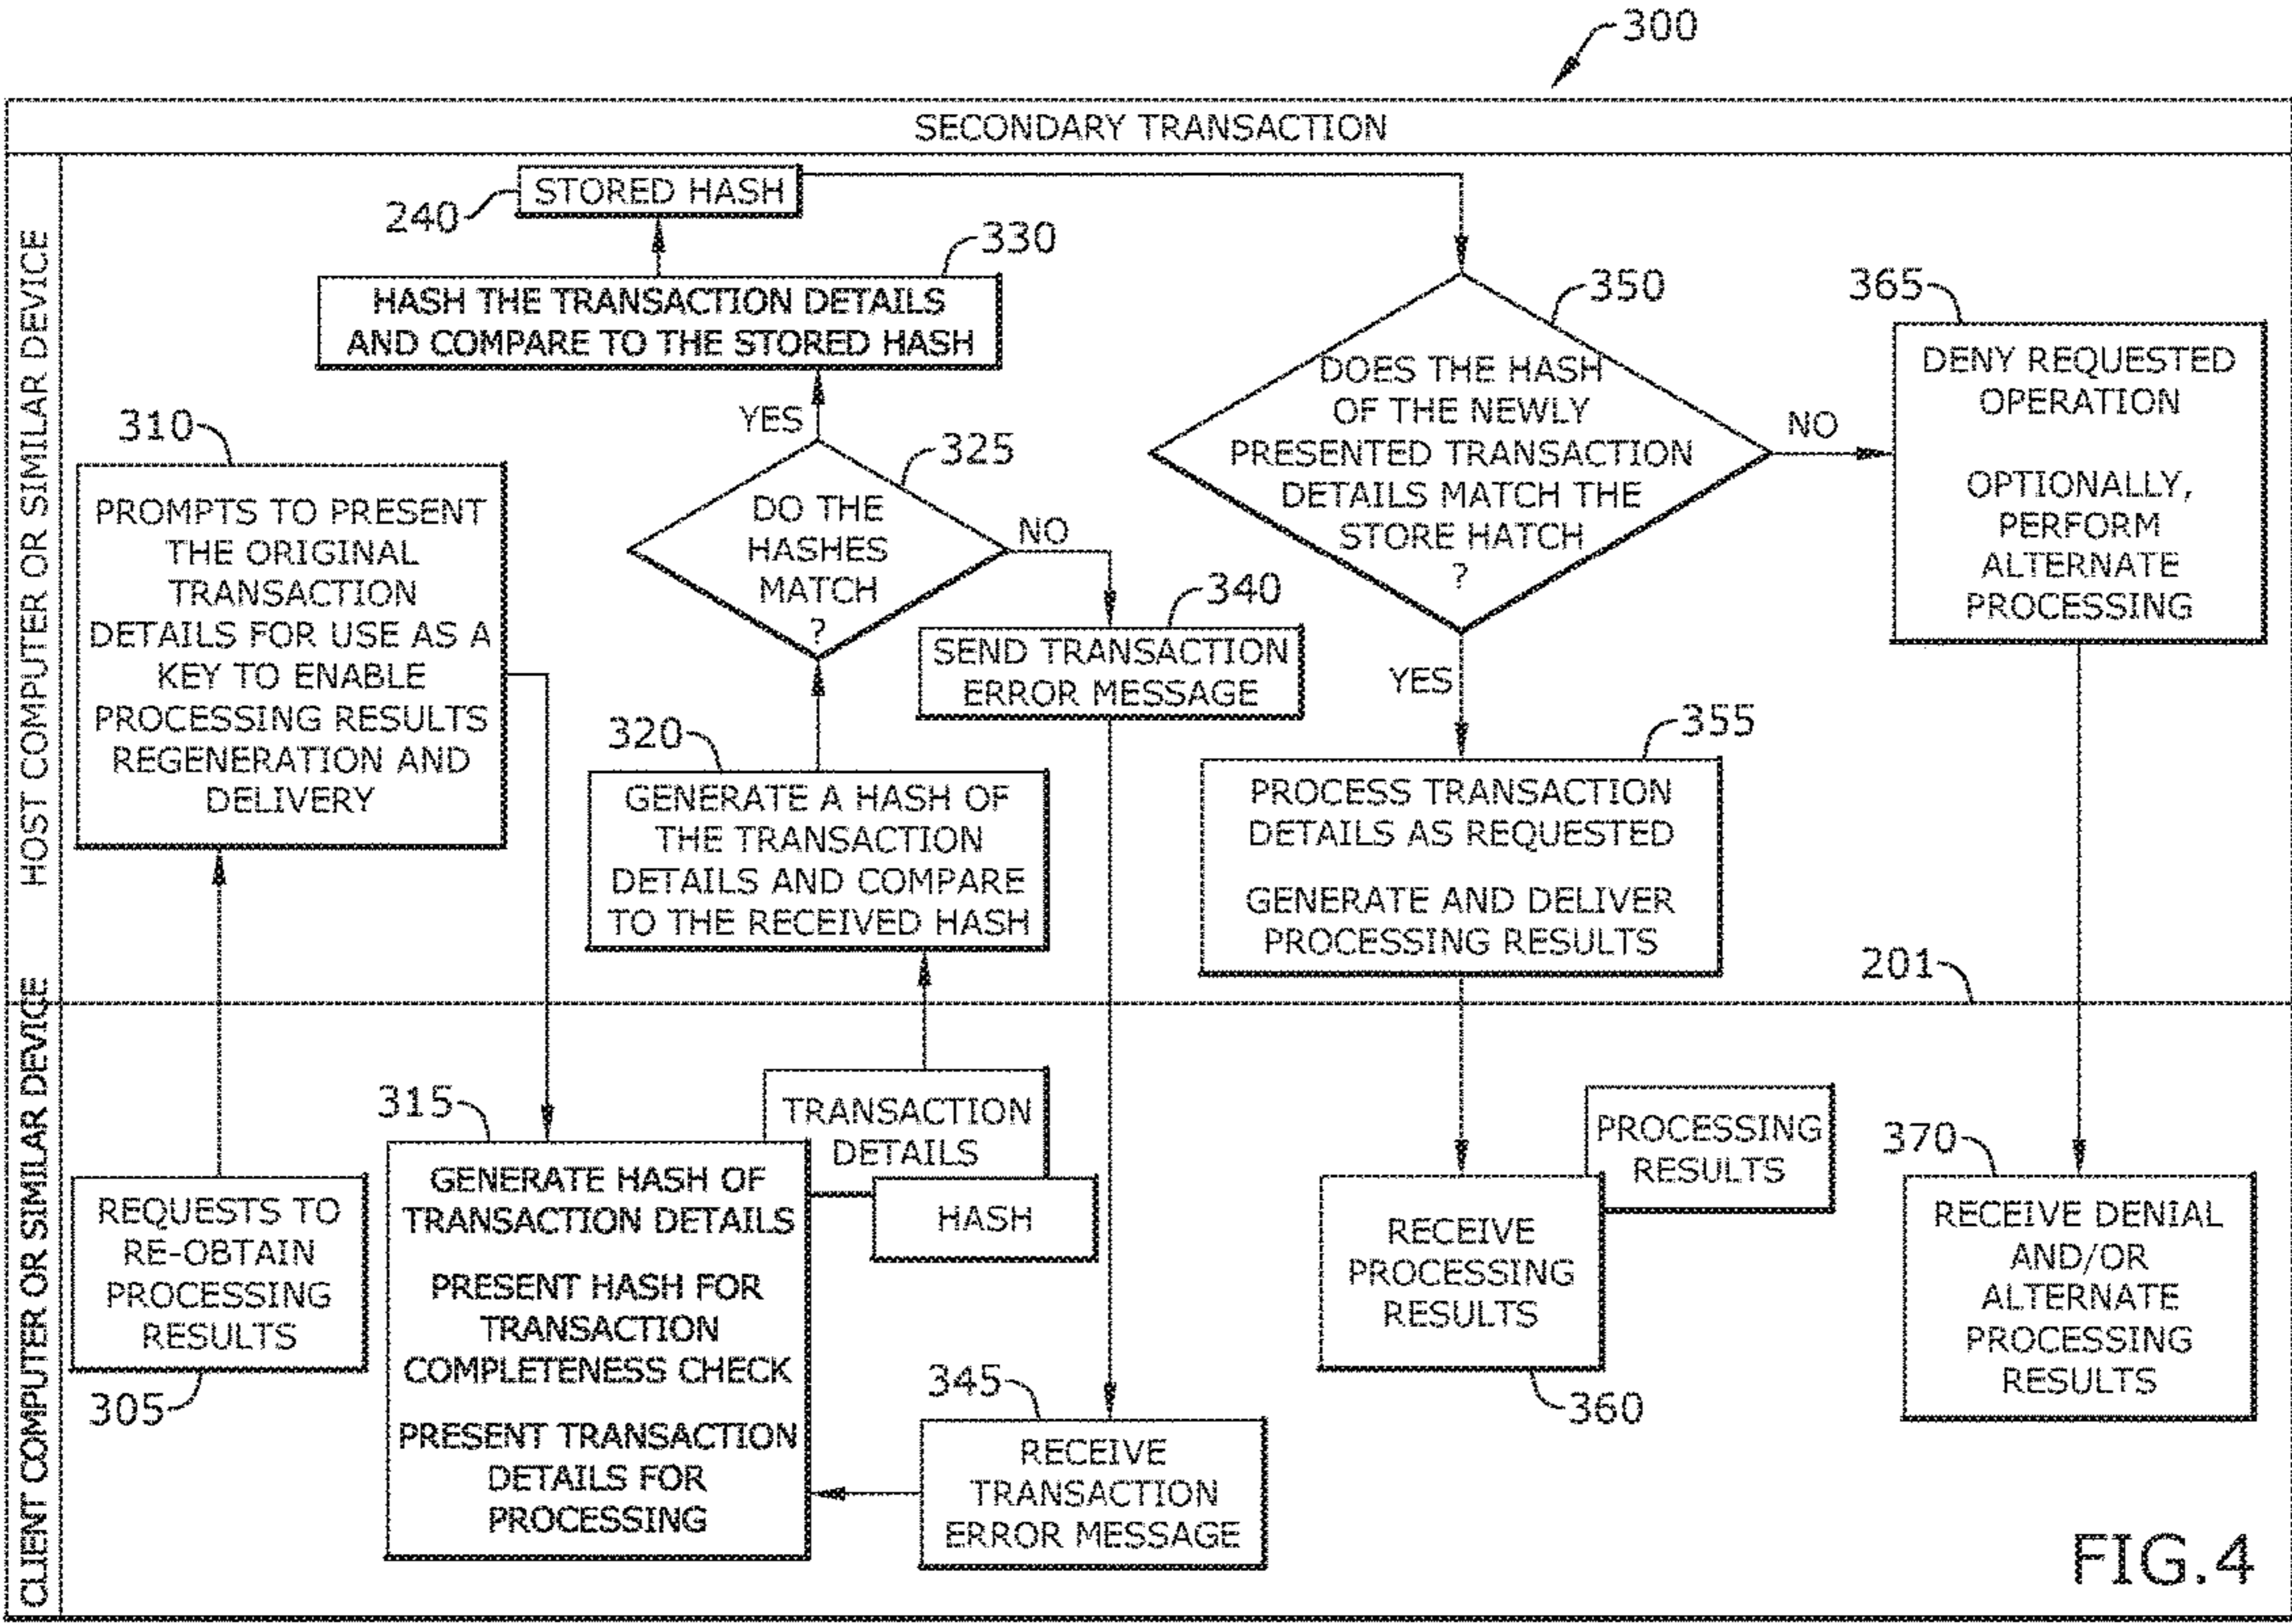 300
SECONDARY TRANSACTION
HOST COMPUTER OR SIMILAR DEVICE
CLIENT COMPUTER OR SIMILAR DEVICE
240
STORED HASH
330
HASH THE TRANSACTION DETAILS
AND COMPARE TO THE STORED HASH
YES
325
DO THE
HASHES
MATCH
?
NO
310
PROMPTS TO PRESENT
THE ORIGINAL
TRANSACTION
DETAILS FOR USE AS A
KEY TO ENABLE
PROCESSING RESULTS
REGENERATION AND
DELIVERY
320
GENERATE A HASH OF
THE TRANSACTION
DETAILS AND COMPARE
TO THE RECEIVED HASH
340
SEND TRANSACTION
ERROR MESSAGE
350
DOES THE HASH
OF THE NEWLY
PRESENTED TRANSACTION
DETAILS MATCH THE
STORE HATCH
?
NO
YES
365
DENY REQUESTED
OPERATION
OPTIONALLY,
PERFORM
ALTERNATE
PROCESSING
355
PROCESS TRANSACTION
DETAILS AS REQUESTED
GENERATE AND DELIVER
PROCESSING RESULTS
201
REQUESTS TO
RE-OBTAIN
PROCESSING
RESULTS
305
315
GENERATE HASH OF
TRANSACTION DETAILS
PRESENT HASH FOR
TRANSACTION
COMPLETENESS CHECK
PRESENT TRANSACTION
DETAILS FOR
PROCESSING
TRANSACTION
DETAILS
HASH
345
RECEIVE
TRANSACTION
ERROR MESSAGE
PROCESSING
RESULTS
RECEIVE
PROCESSING
RESULTS
360
370
RECEIVE DENIAL
AND/OR
ALTERNATE
PROCESSING
RESULTS
FIG.4